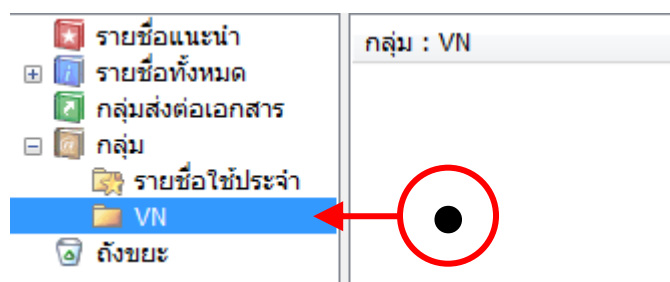 รายชื่อแนะนำ
รายชื่อทั้งหมด
กลุ่มส่งต่อเอกสาร
กลุ่ม
รายชื่อใช้ประจำ
VN
ถังขยะ
กลุ่ม : VN